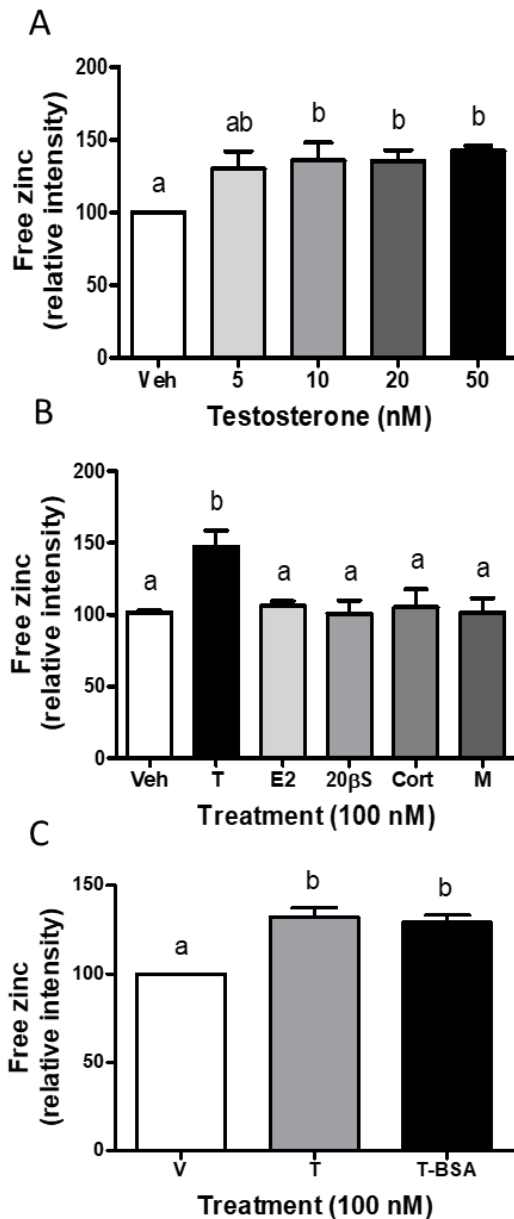 A
Free zinc
(relative intensity)
200
150
100
50
0
a
ab
b
b
b
Veh
5
10
20
50
Testosterone (nM)
B
Free zinc
(relative intensity)
200
150
100
50
0
a
b
a
a
a
a
Veh
T
E2
20βS
Cort
M
Treatment (100 nM)
C
Free zinc
(relative intensity)
150
100
50
0
a
b
b
V
T
T-BSA
Treatment (100 nM)